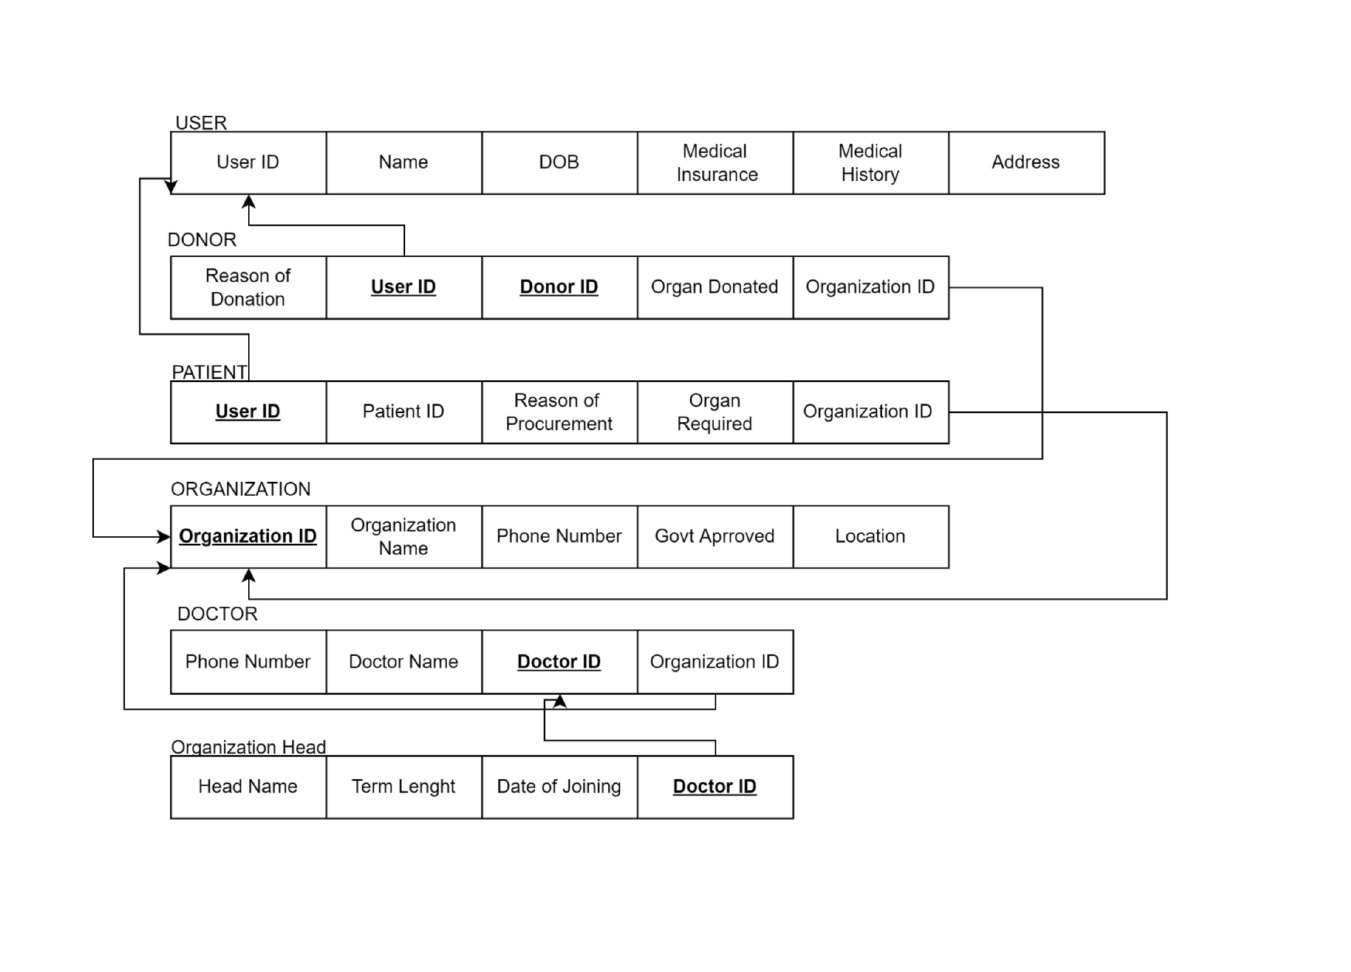 USER
User ID
Name
DOB
Medical
Insurance
Medical
History
Address
DONOR
Reason of
Donation
User ID
Donor ID
Organ Donated
Organization ID
PATIENT
User ID
Patient ID
Reason of
Procurement
Organ
Required
Organization ID
ORGANIZATION
Organization ID
Organization
Name
Phone Number
Govt Aprroved
Location
DOCTOR
Phone Number
Doctor Name
Doctor ID
Organization ID
Organization Head
Head Name
Term Lenght
Date of Joining
Doctor ID